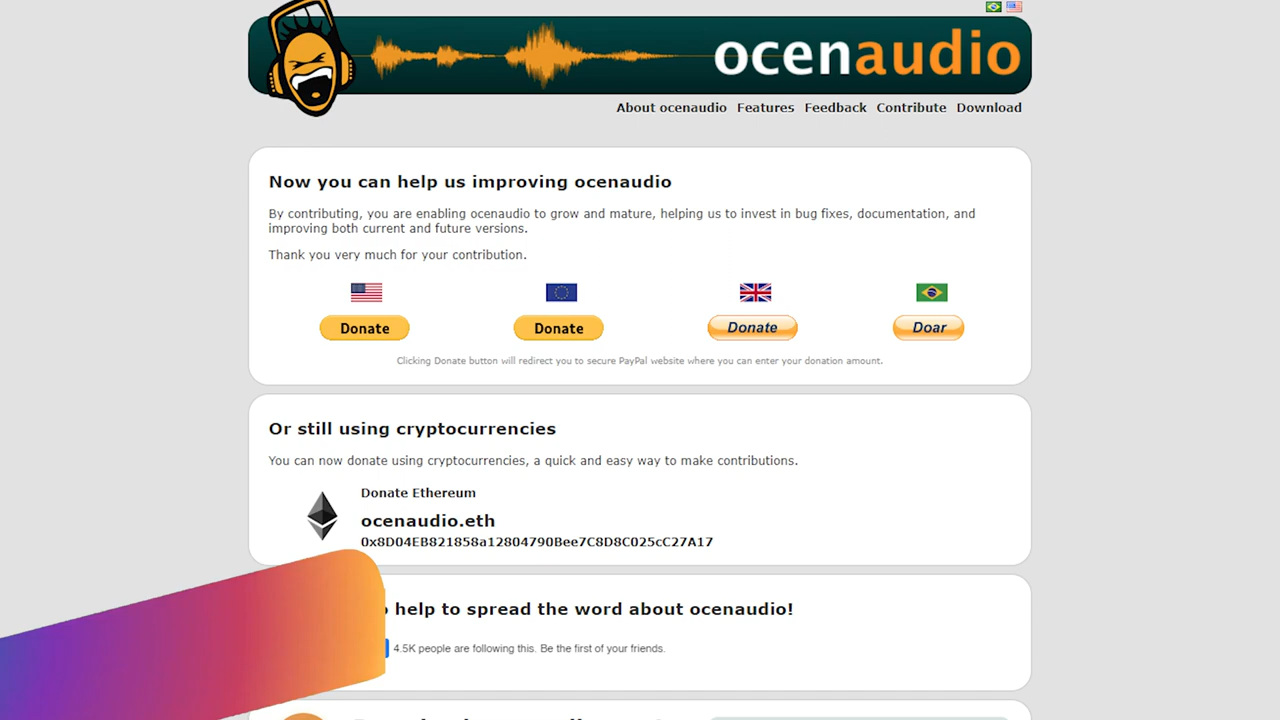 ocenaudio
About ocenaudio Features Feedback Contribute Download
Now you can help us improving ocenaudio
By contributing, you are enabling ocenaudio to grow and mature, helping us to invest in bug fixes, documentation, and
improving both current and future versions.
Thank you very much for your contribution.
Donate Donate Donate Doar
Clicking Donate button will redirect you to secure PayPal website where you can enter your donation amount.
Or still using cryptocurrencies
You can now donate using cryptocurrencies, a quick and easy way to make contributions.
Donate Ethereum
ocenaudio.eth
0x8D04EB821858a12804790Bee7C8D8C025cC27A17
help to spread the word about ocenaudio!
4.5K people are following this. Be the first of your friends.